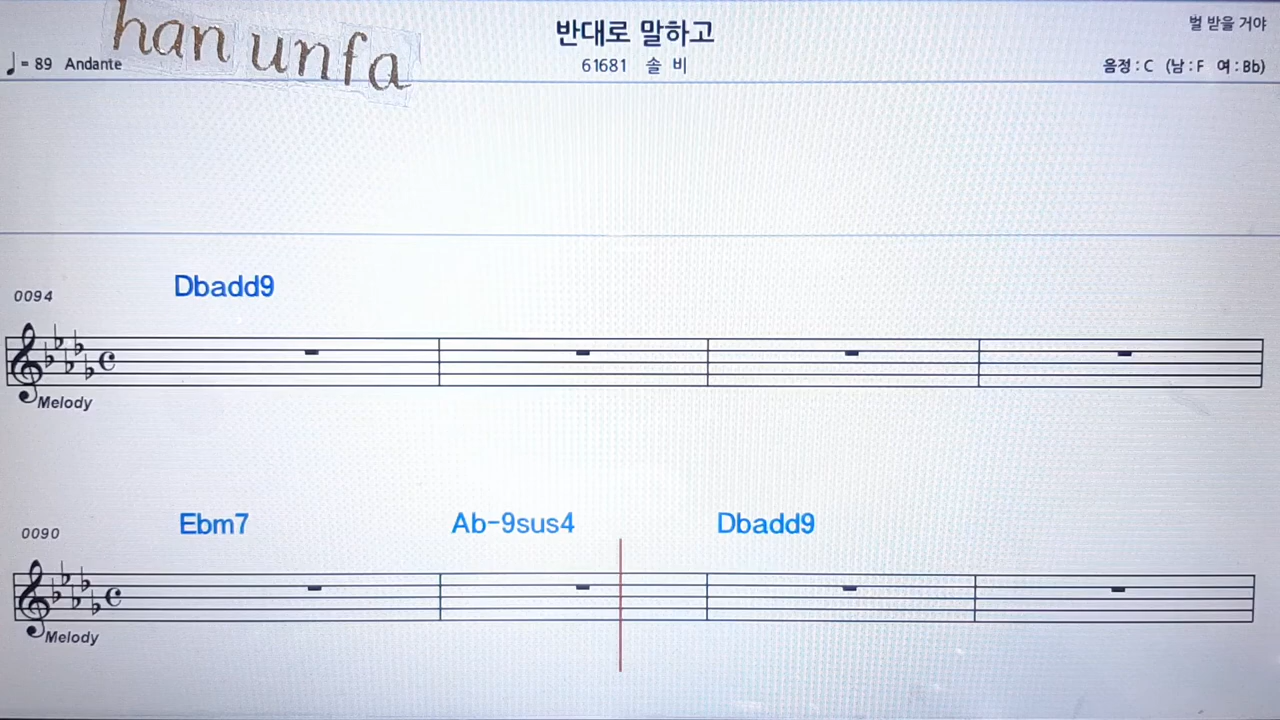 han unfa
반대로 말하고
벌 받을 거야
♩= 89 Andante
61681 솔 비
음정 : C (남 : F 여 : Bb)
Dbadd9
0094
Melody
Ebm7 Ab-9sus4 Dbadd9
0090
Melody